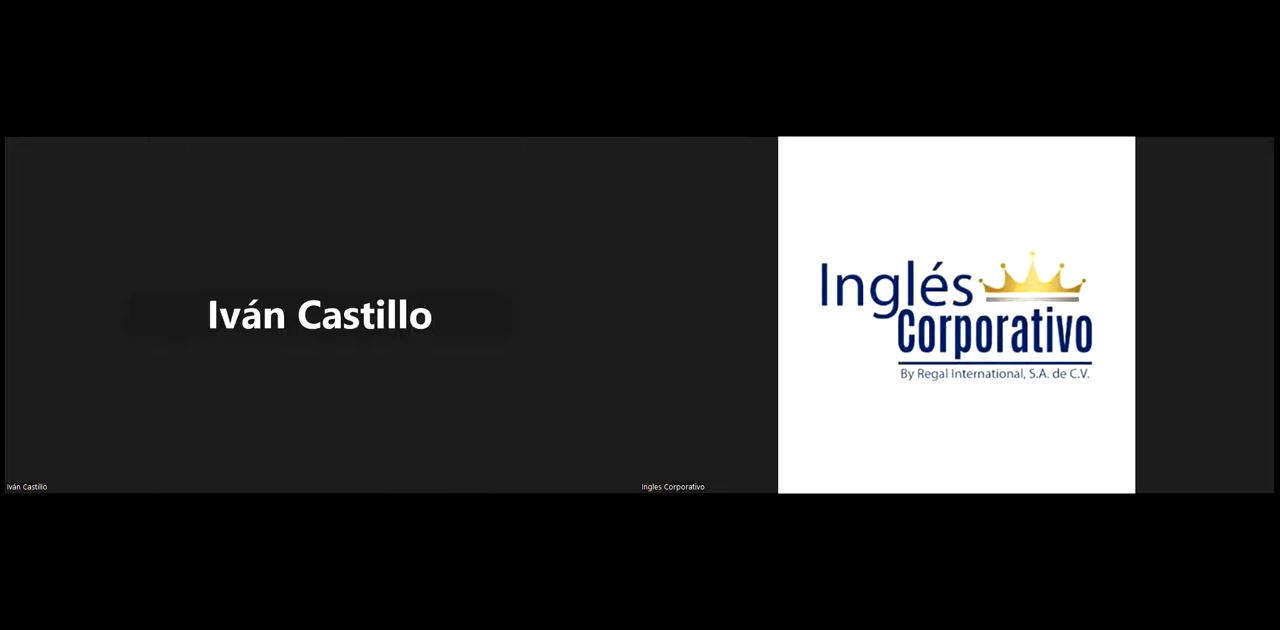 Iván Castillo
Iván Castillo
Inglés
Corporativo
By Regal International, S.A. de C.V.
Ingles Corporativo